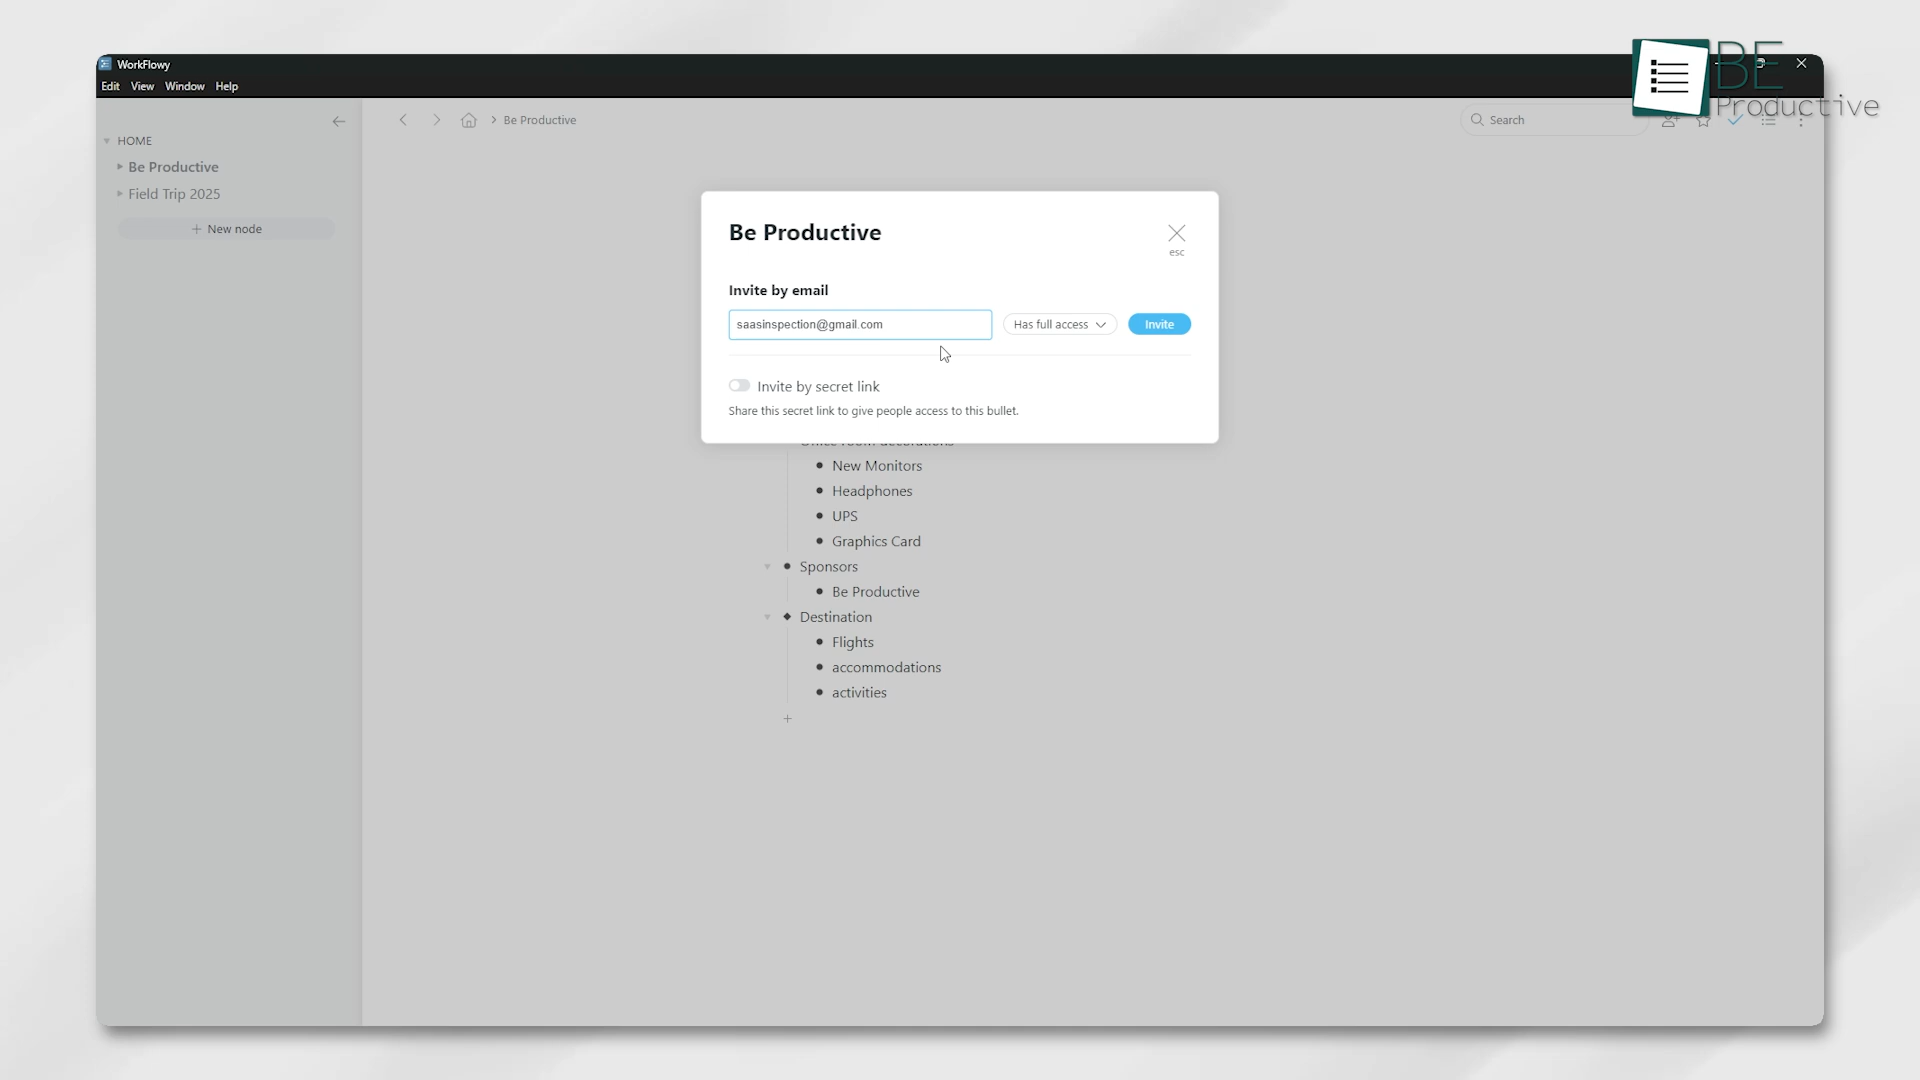 WorkFlowy
Edit View Window Help
BE
Productive
HOME
Be Productive
Field Trip 2025
+ New node
> Be Productive
Search
Be Productive
esc
Invite by email
saasinspection@gmail.com
Has full access
Invite
Invite by secret link
Share this secret link to give people access to this bullet.
Office room decorations
New Monitors
Headphones
UPS
Graphics Card
Sponsors
Be Productive
Destination
Flights
accommodations
activities
+